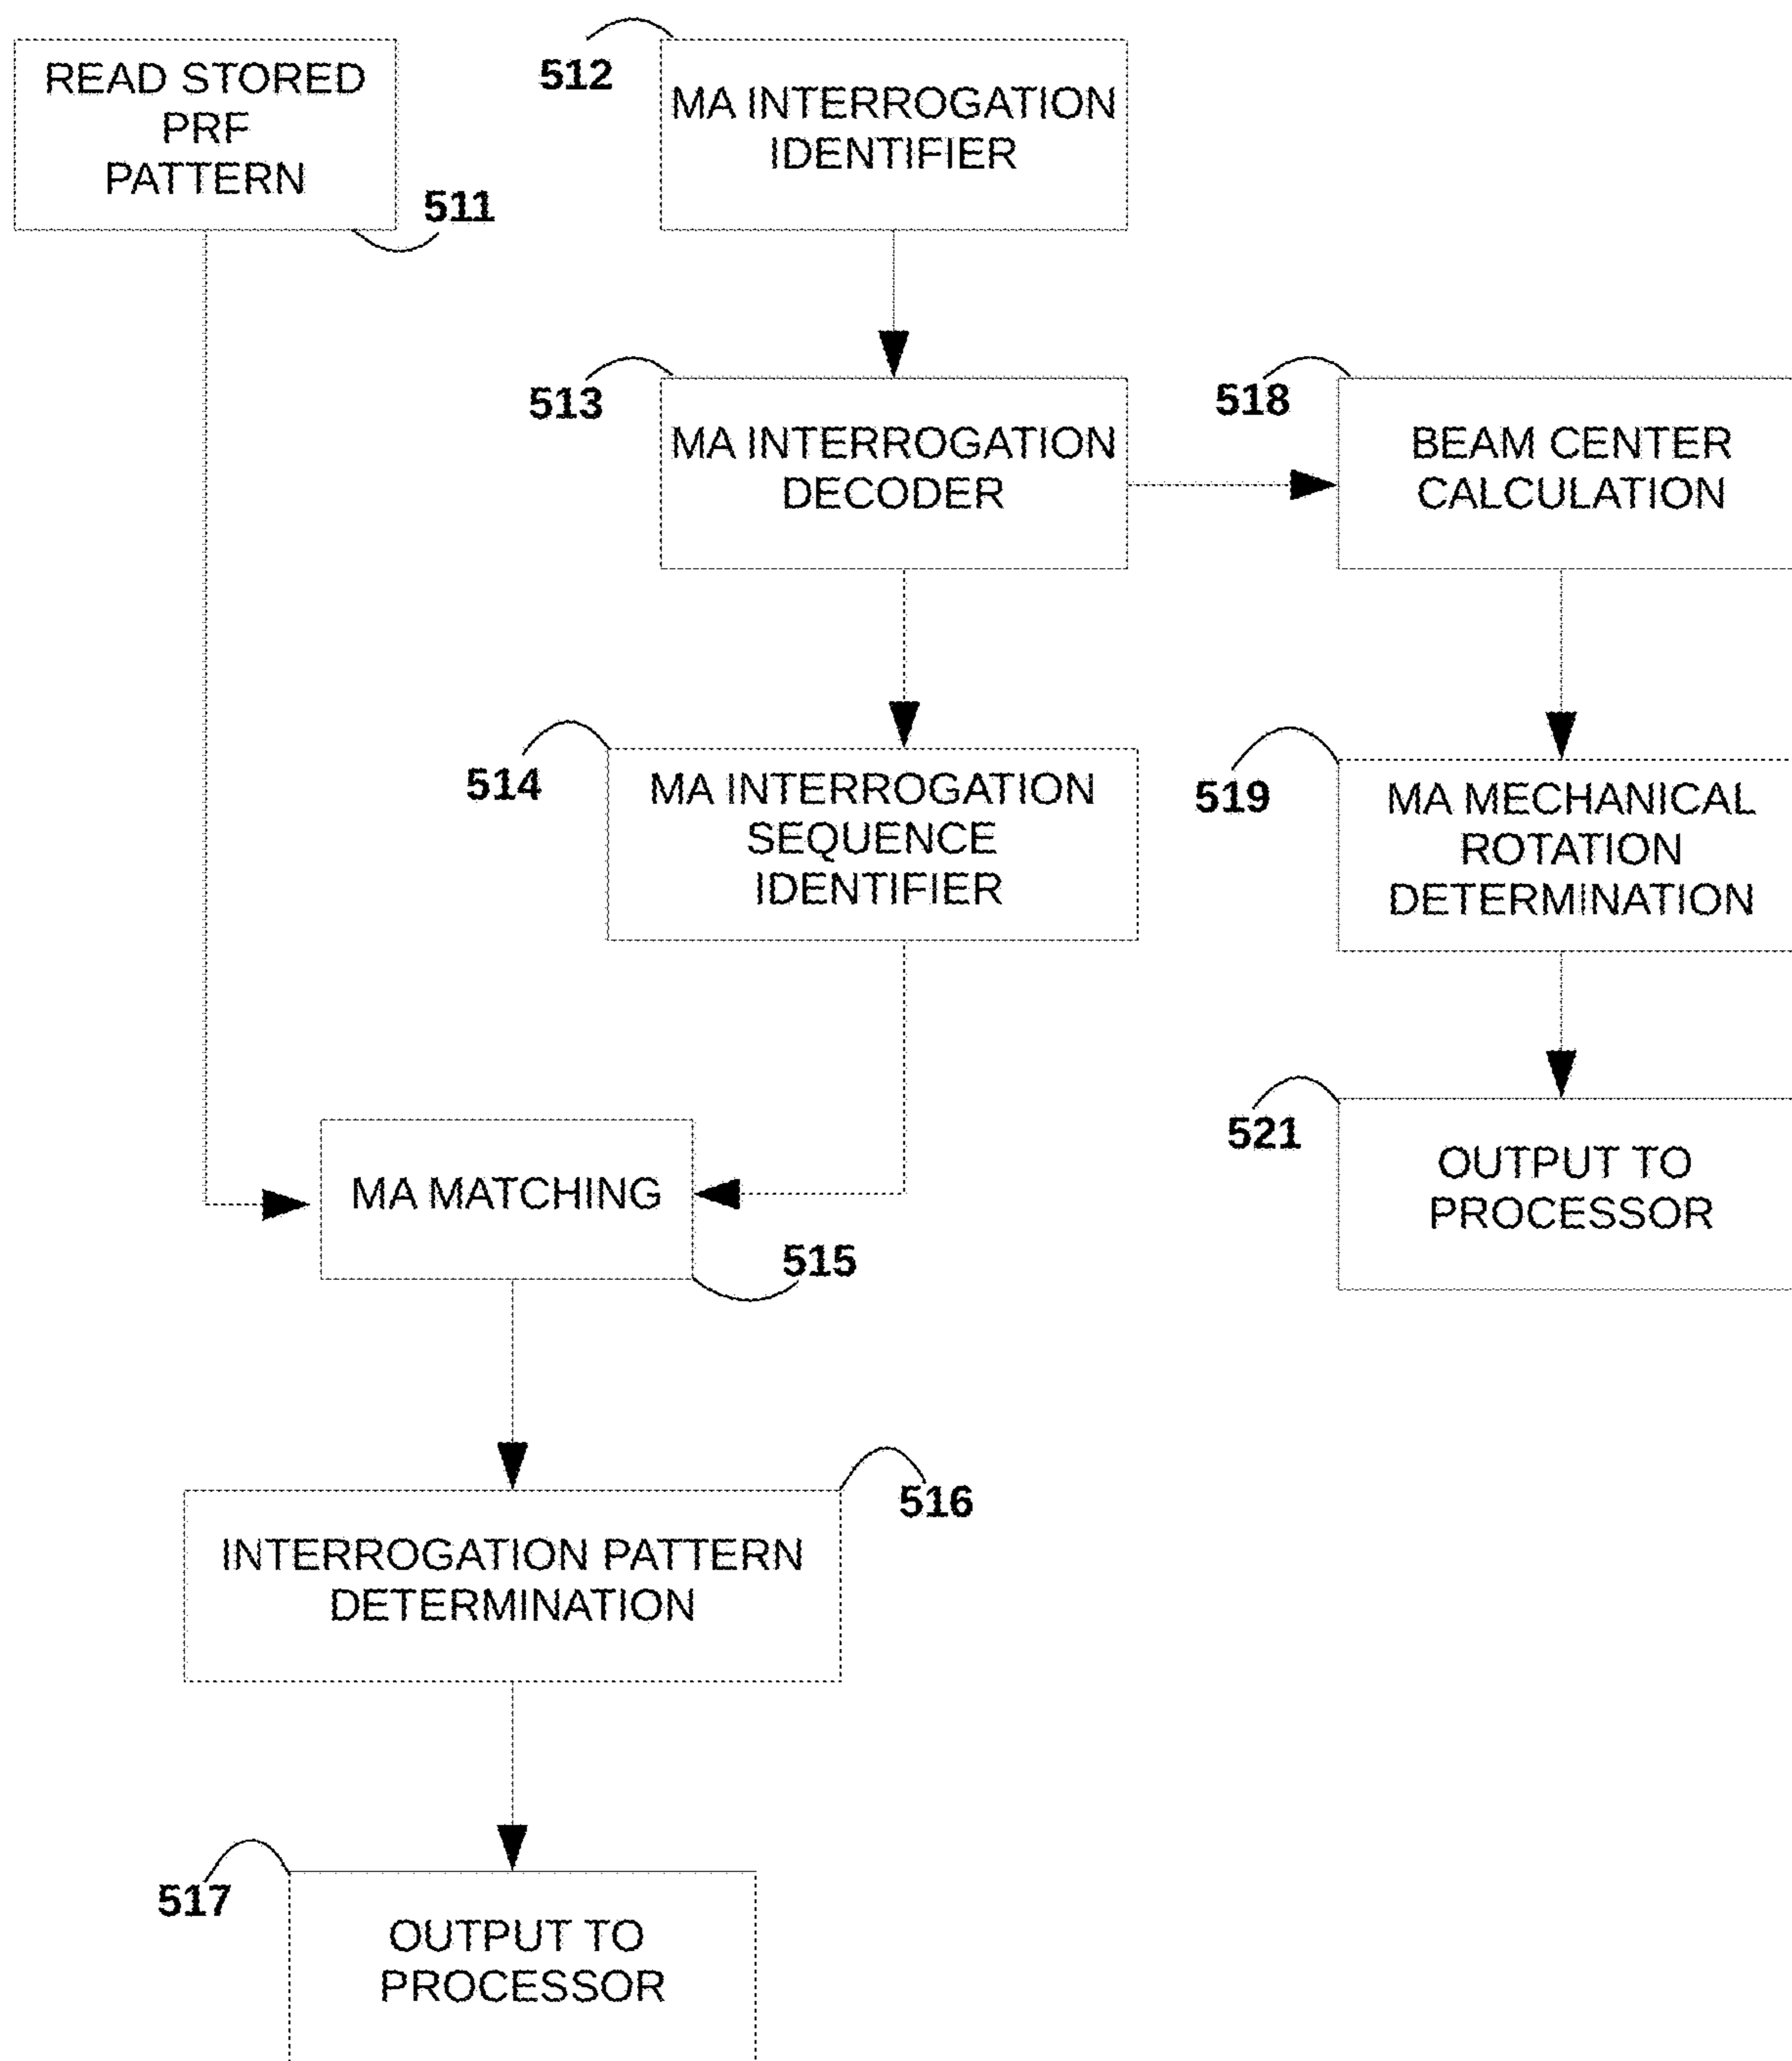 READ STORED
PRF
PATTERN
511
512
MA INTERROGATION
IDENTIFIER
513
MA INTERROGATION
DECODER
518
BEAM CENTER
CALCULATION
514
MA INTERROGATION
SEQUENCE
IDENTIFIER
519
MA MECHANICAL
ROTATION
DETERMINATION
MA MATCHING
515
521
OUTPUT TO
PROCESSOR
516
INTERROGATION PATTERN
DETERMINATION
517
OUTPUT TO
PROCESSOR